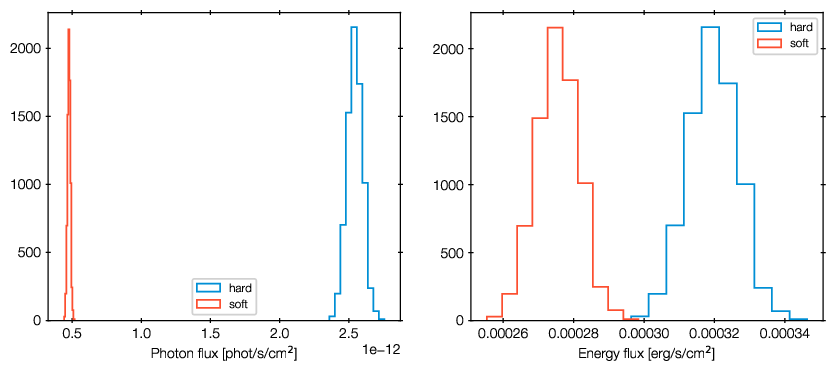 2000
1500
1000
500
0
0.5
1.0
1.5
2.0
2.5
1e−12
Photon flux [phot/s/cm²]
hard
soft
2000
1500
1000
500
0
0.00026
0.00028
0.00030
0.00032
0.00034
Energy flux [erg/s/cm²]
hard
soft